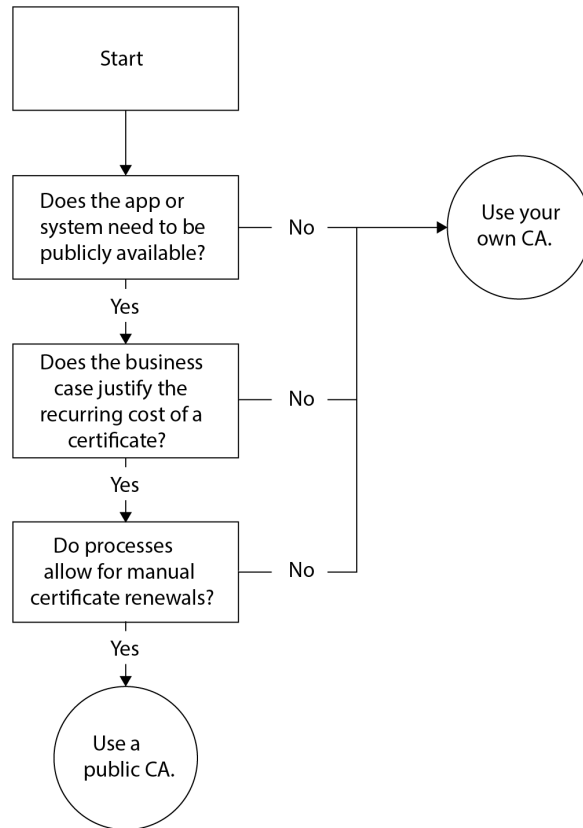 Start
Does the app or
system need to be
publicly available?
No
Use your
own CA.
Yes
Does the business
case justify the
recurring cost of a
certificate?
No
Yes
Do processes
allow for manual
certificate renewals?
No
Yes
Use a
public CA.